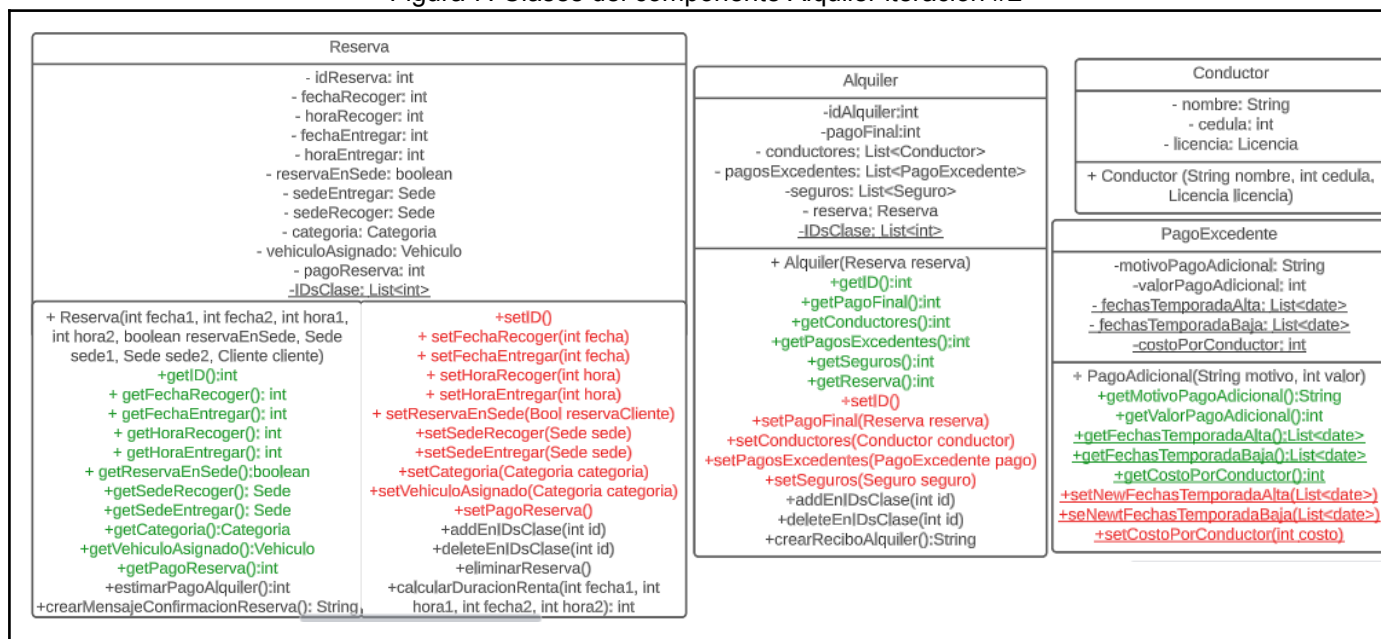 Reserva
- idReserva: int
- fechaRecoger: int
- horaRecoger: int
- fechaEntregar: int
- horaEntregar: int
- reservaEnSede: boolean
- sedeEntregar: Sede
- sedeRecoger: Sede
- categoria: Categoria
- vehiculoAsignado: Vehiculo
- pagoReserva: int
-IDsClase: List<int>
+ Reserva(int fecha1, int fecha2, int hora1,
int hora2, boolean reservaEnSede, Sede
sede1, Sede sede2, Cliente cliente)
+getID():int
+ getFechaRecoger(): int
+ getFechaEntregar(): int
+ getHoraRecoger(): int
+ getHoraEntregar(): int
+ getReservaEnSede():boolean
+getSedeRecoger(): Sede
+getSedeEntregar(): Sede
+getCategoria():Categoria
+getVehiculoAsignado():Vehiculo
+getPagoReserva():int
+estimarPagoAlquiler():int
+crearMensajeConfirmacionReserva(): String
+setID()
+ setFechaRecoger(int fecha)
+ setFechaEntregar(int fecha)
+ setHoraRecoger(int hora)
+ setHoraEntregar(int hora)
+ setReservaEnSede(Bool reservaCliente)
+setSedeRecoger(Sede sede)
+setSedeEntregar(Sede sede)
+setCategoria(Categoria categoria)
+setVehiculoAsignado(Categoria categoria)
+setPagoReserva()
+addEnIDsClase(int id)
+deleteEnIDsClase(int id)
+eliminarReserva()
+calcularDuracionRenta(int fecha1, int
hora1, int fecha2, int hora2): int
Alquiler
-idAlquiler:int
-pagoFinal:int
- conductores: List<Conductor>
- pagosExcedentes: List<PagoExcedente>
-seguros: List<Seguro>
- reserva: Reserva
-IDsClase: List<int>
+ Alquiler(Reserva reserva)
+getID():int
+getPagoFinal():int
+getConductores():int
+getPagosExcedentes():int
+getSeguros():int
+getReserva():int
+setID()
+setPagoFinal(Reserva reserva)
+setConductores(Conductor conductor)
+setPagosExcedentes(PagoExcedente pago)
+setSeguros(Seguro seguro)
+addEnIDsClase(int id)
+deleteEnIDsClase(int id)
+crearReciboAlquiler():String
Conductor
- nombre: String
- cedula: int
- licencia: Licencia
+ Conductor (String nombre, int cedula,
Licencia licencia)
PagoExcedente
-motivoPagoAdicional: String
-valorPagoAdicional: int
- fechasTemporadaAlta: List<date>
- fechasTemporadaBaja: List<date>
-costoPorConductor: int
+ PagoAdicional(String motivo, int valor)
+getMotivoPagoAdicional():String
+getValorPagoAdicional():int
+getFechasTemporadaAlta():List<date>
+getFechasTemporadaBaja():List<date>
+getCostoPorConductor():int
+setNewFechasTemporadaAlta(List<date>)
+seNewtFechasTemporadaBaja(List<date>)
+setCostoPorConductor(int costo)